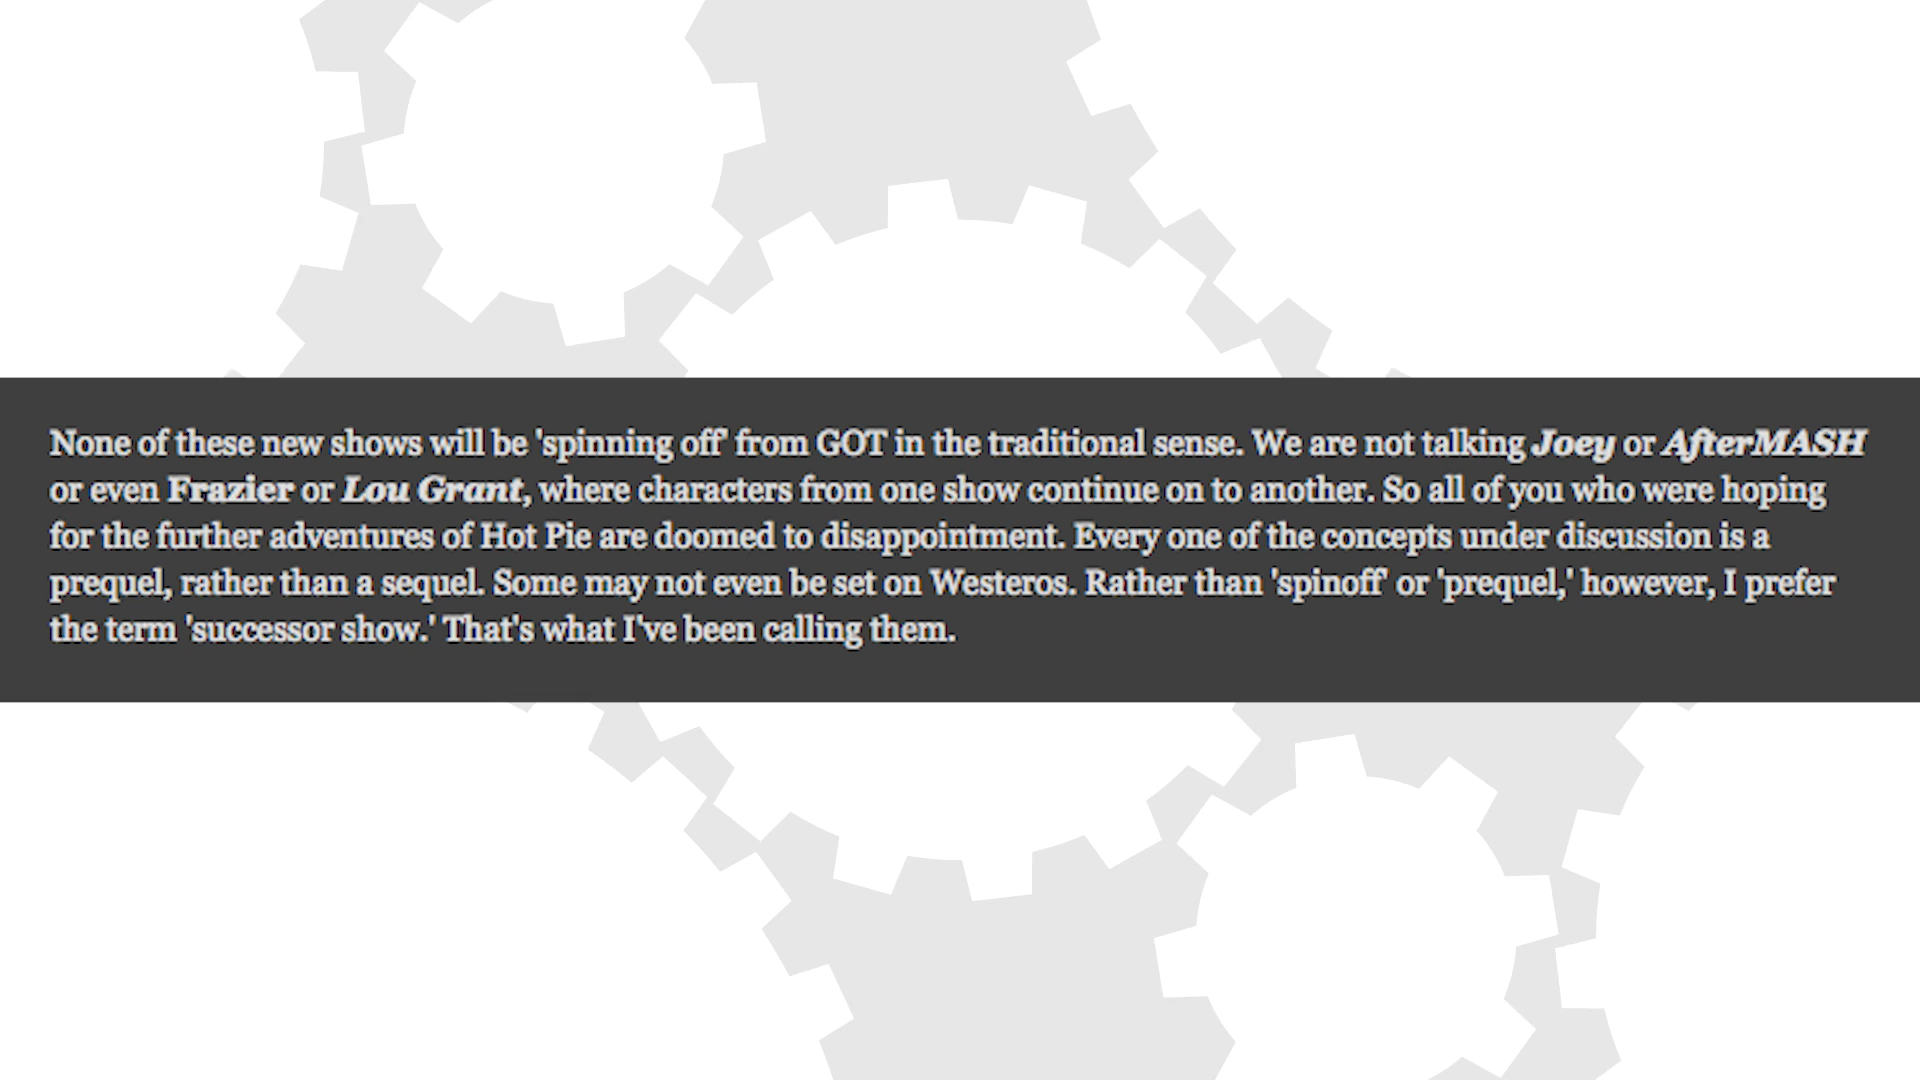 None of these new shows will be 'spinning off' from GOT in the traditional sense. We are not talking Joey or AfterMASH
or even Frazier or Lou Grant, where characters from one show continue on to another. So all of you who were hoping
for the further adventures of Hot Pie are doomed to disappointment. Every one of the concepts under discussion is a
prequel, rather than a sequel. Some may not even be set on Westeros. Rather than 'spinoff' or 'prequel,' however, I prefer
the term 'successor show.' That's what I've been calling them.